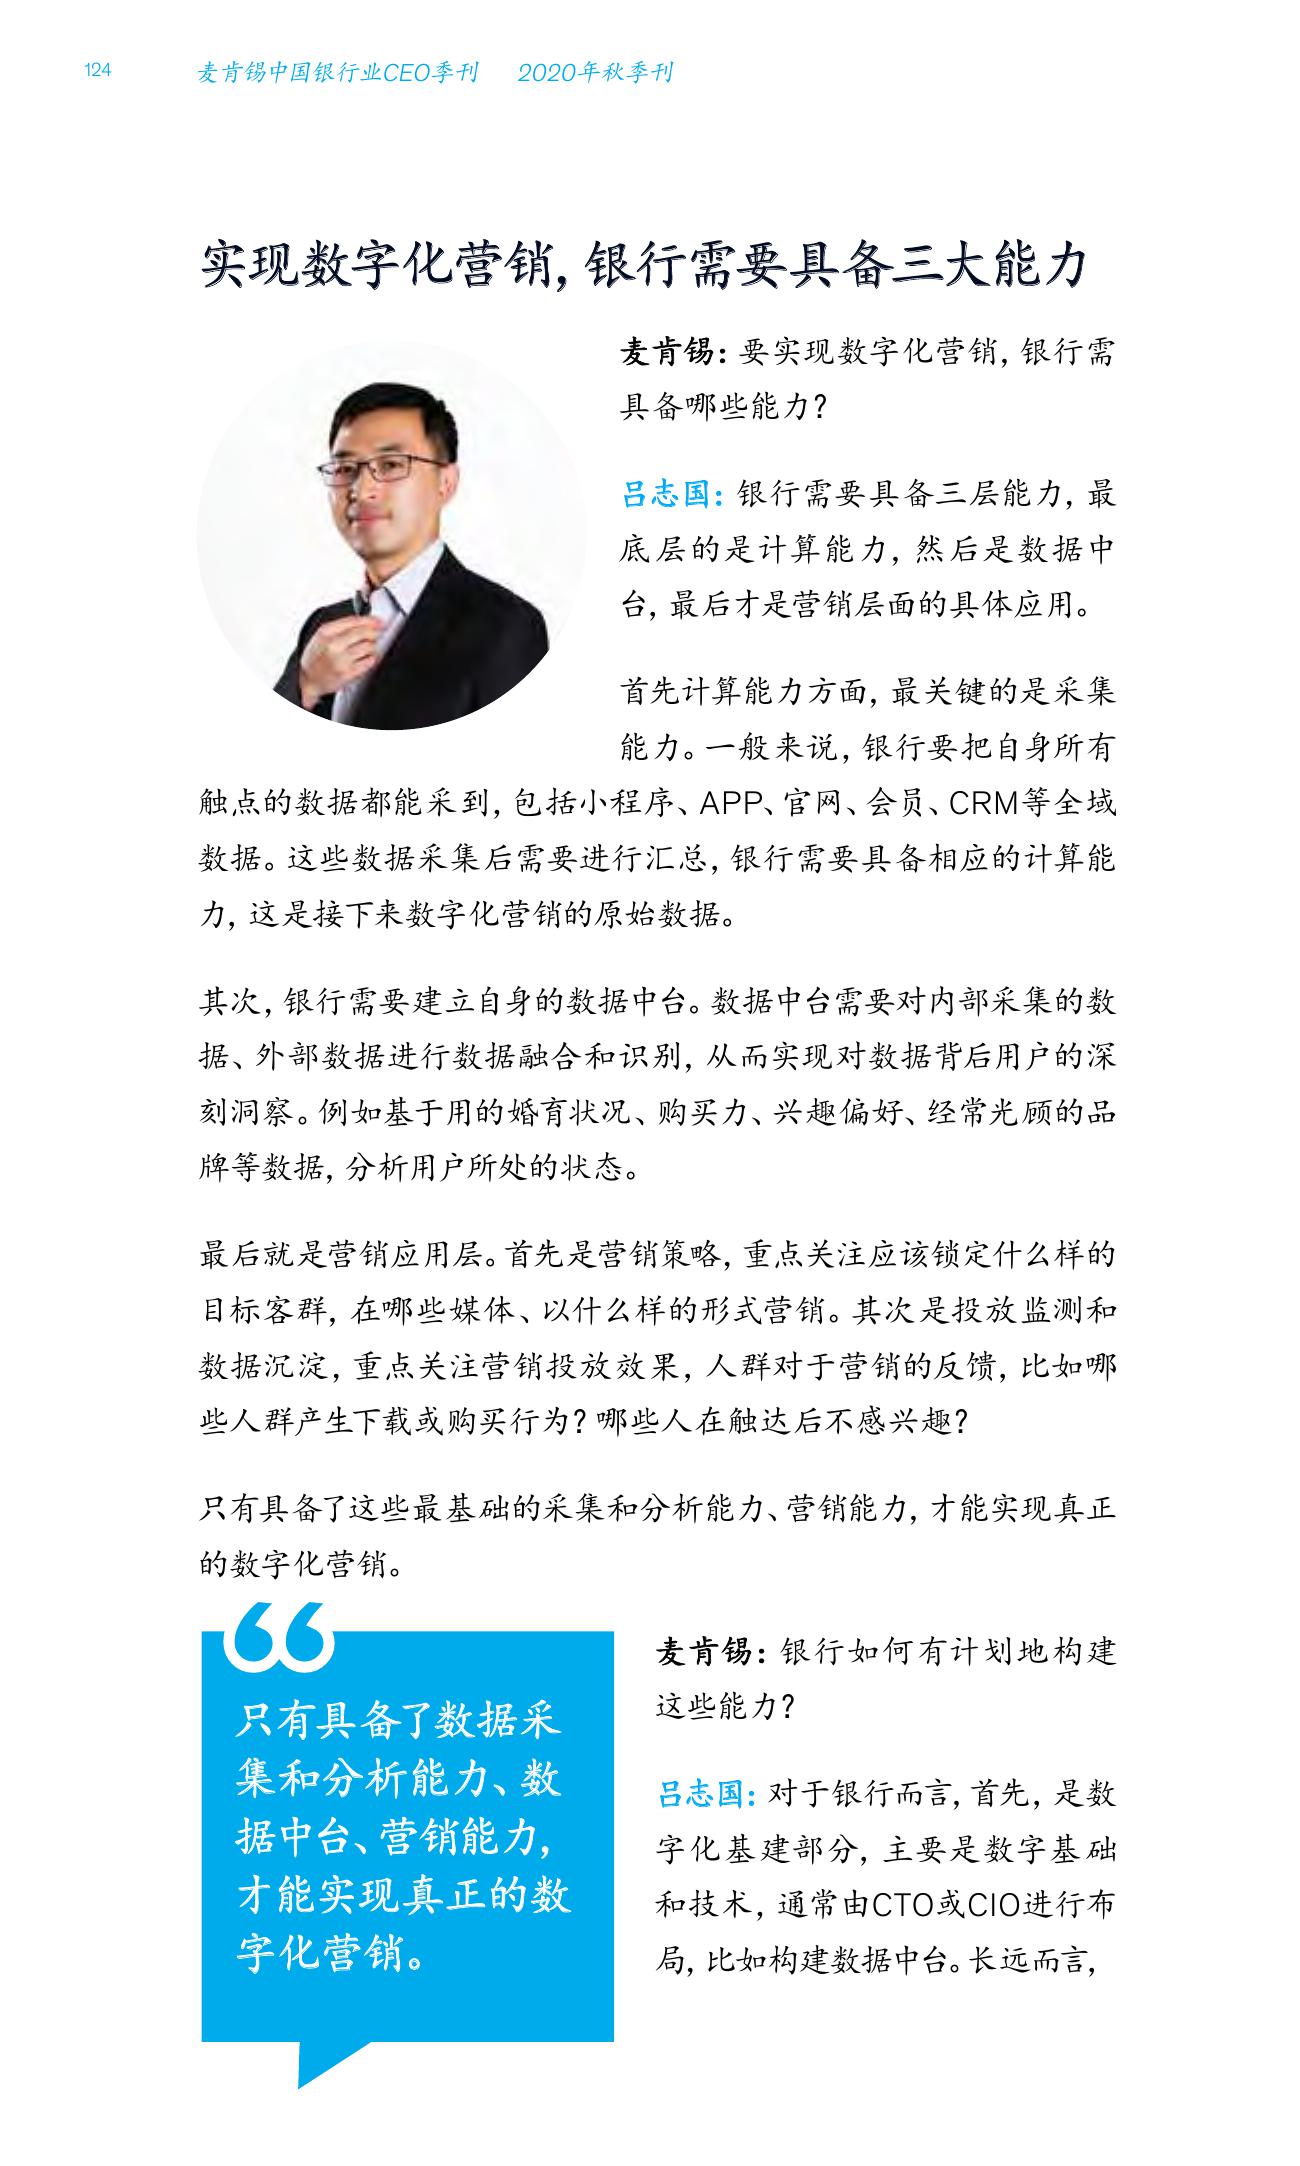 124
麦肯锡中国银行业CEO季刊 2020年秋季刊
实现数字化营销，银行需要具备三大能力
麦肯锡：要实现数字化营销，银行需
具备哪些能力？
吕志国：银行需要具备三层能力，最
底层的是计算能力，然后是数据中
台，最后才是营销层面的具体应用。
首先计算能力方面，最关键的是采集
能力。一般来说，银行要把自身所有
触点的数据都能采到，包括小程序、APP、官网、会员、CRM等全域
数据。这些数据采集后需要进行汇总，银行需要具备相应的计算能
力，这是接下来数字化营销的原始数据。
其次，银行需要建立自身的数据中台。数据中台需要对内部采集的数
据、外部数据进行数据融合和识别，从而实现对数据背后用户的深
刻洞察。例如基于用的婚育状况、购买力、兴趣偏好、经常光顾的品
牌等数据，分析用户所处的状态。
最后就是营销应用层。首先是营销策略，重点关注应该锁定什么样的
目标客群，在哪些媒体、以什么样的形式营销。其次是投放监测和
数据沉淀，重点关注营销投放效果，人群对于营销的反馈，比如哪
些人群产生下载或购买行为？哪些人在触达后不感兴趣？
只有具备了这些最基础的采集和分析能力、营销能力，才能实现真正
的数字化营销。
“
只有具备了数据采
集和分析能力、数
据中台、营销能力，
才能实现真正的数
字化营销。
麦肯锡：银行如何有计划地构建
这些能力？
吕志国：对于银行而言，首先，是数
字化基建部分，主要是数字基础
和技术，通常由CTO或CIO进行布
局，比如构建数据中台。长远而言，